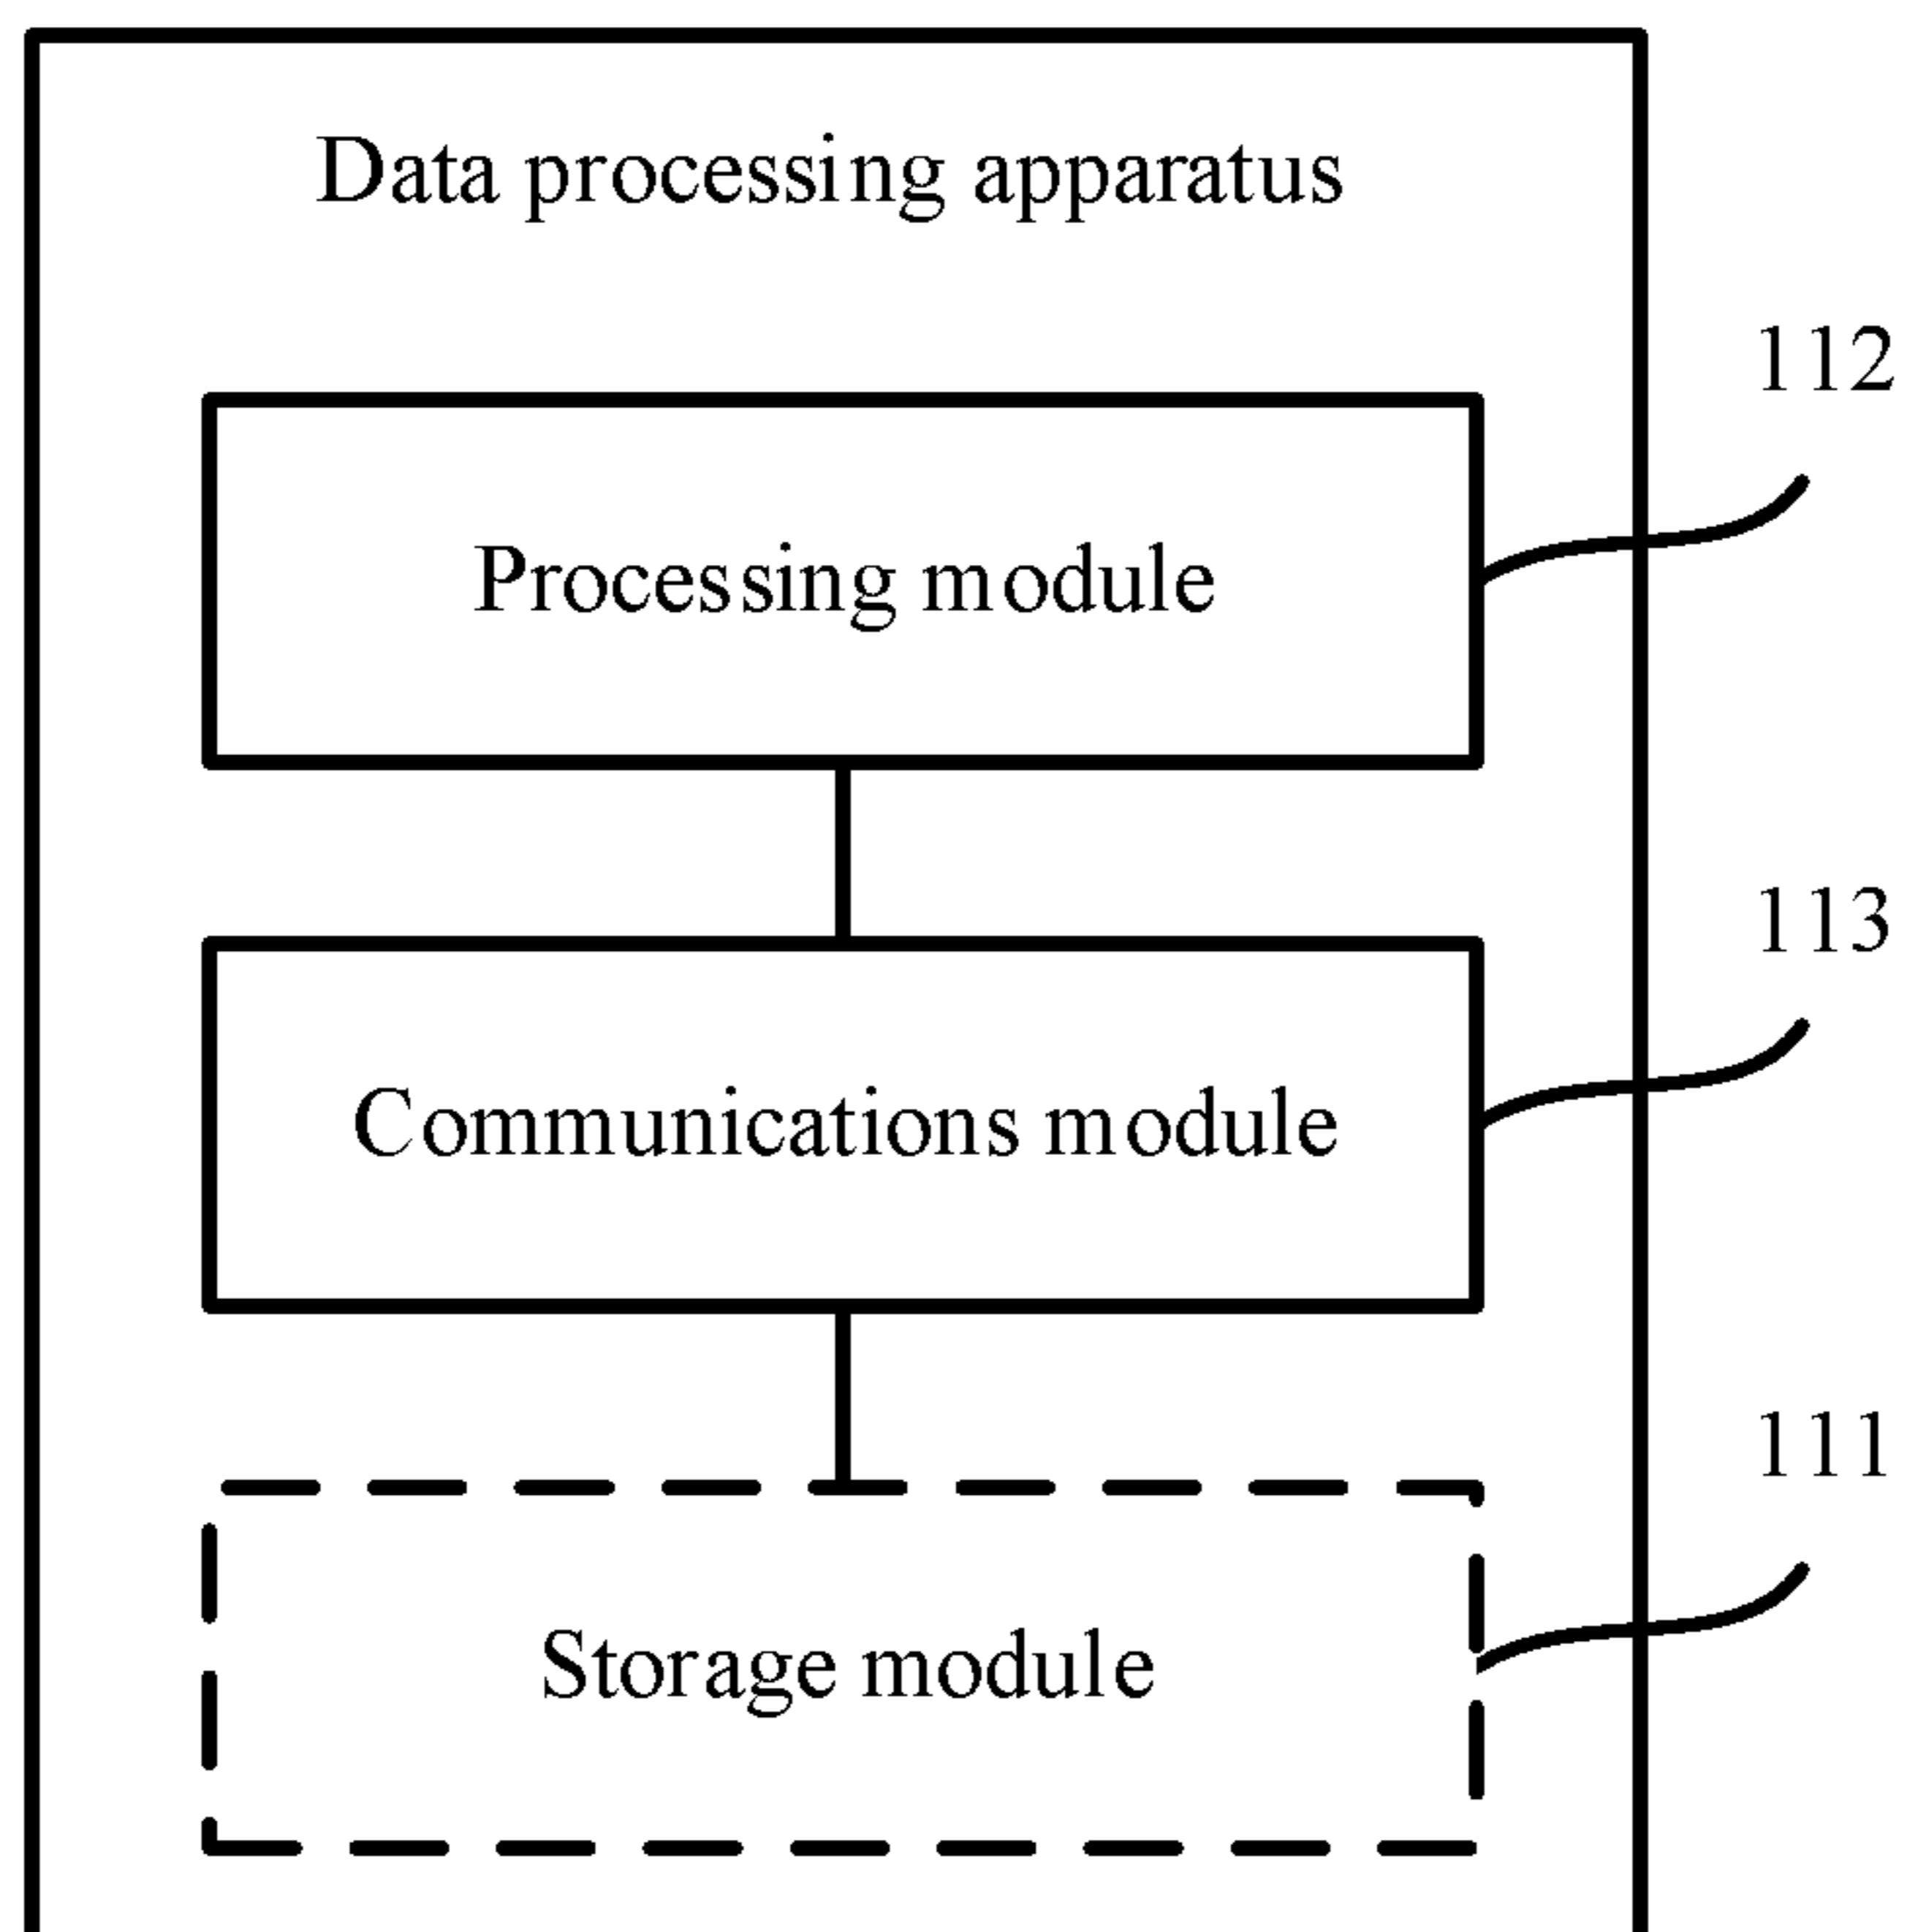 Data processing apparatus
112
Processing module
113
Communications module
111
Storage module